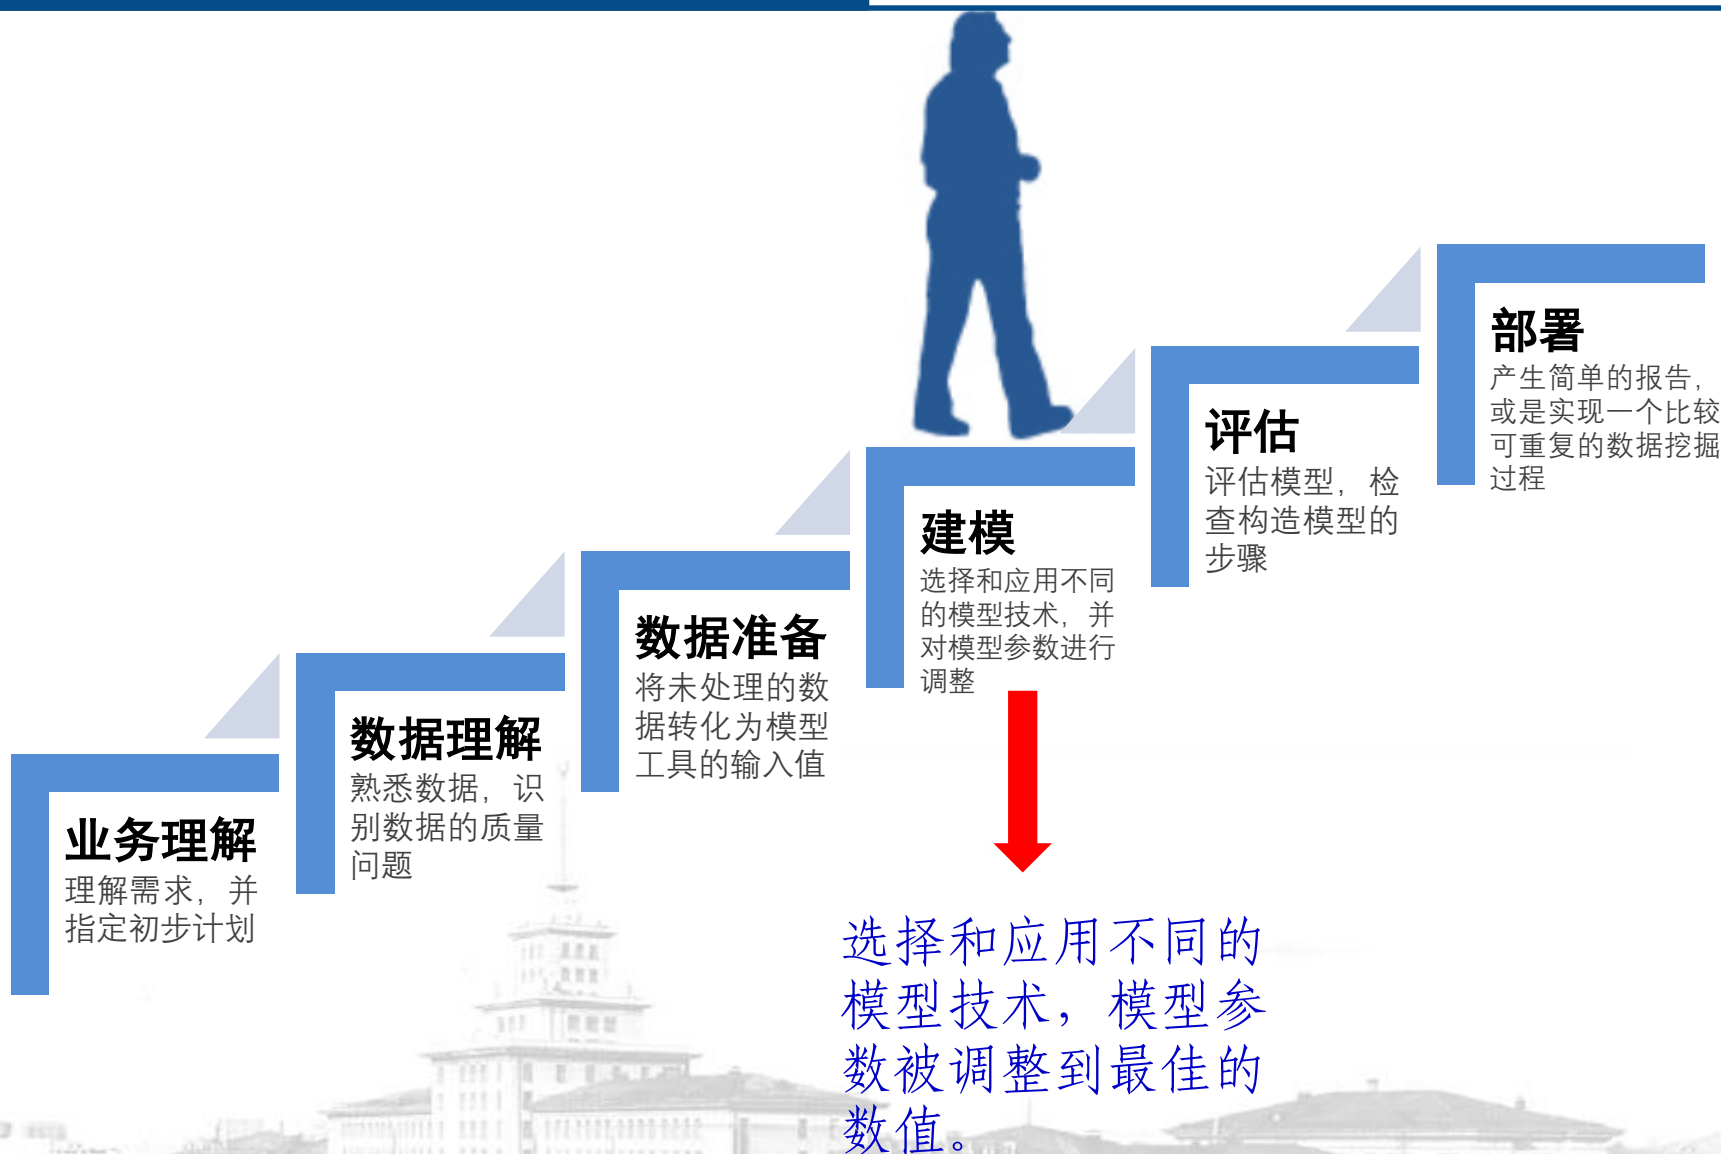 业务理解
理解需求，并
指定初步计划
数据理解
熟悉数据，识
别数据的质量
问题
数据准备
将未处理的数
据转化为模型
工具的输入值
建模
选择和应用不同
的模型技术，并
对模型参数进行
调整
评估
评估模型，检
查构造模型的
步骤
部署
产生简单的报告，
或是实现一个比较
可重复的数据挖掘
过程
选择和应用不同的
模型技术，模型参
数被调整到最佳的
数值。